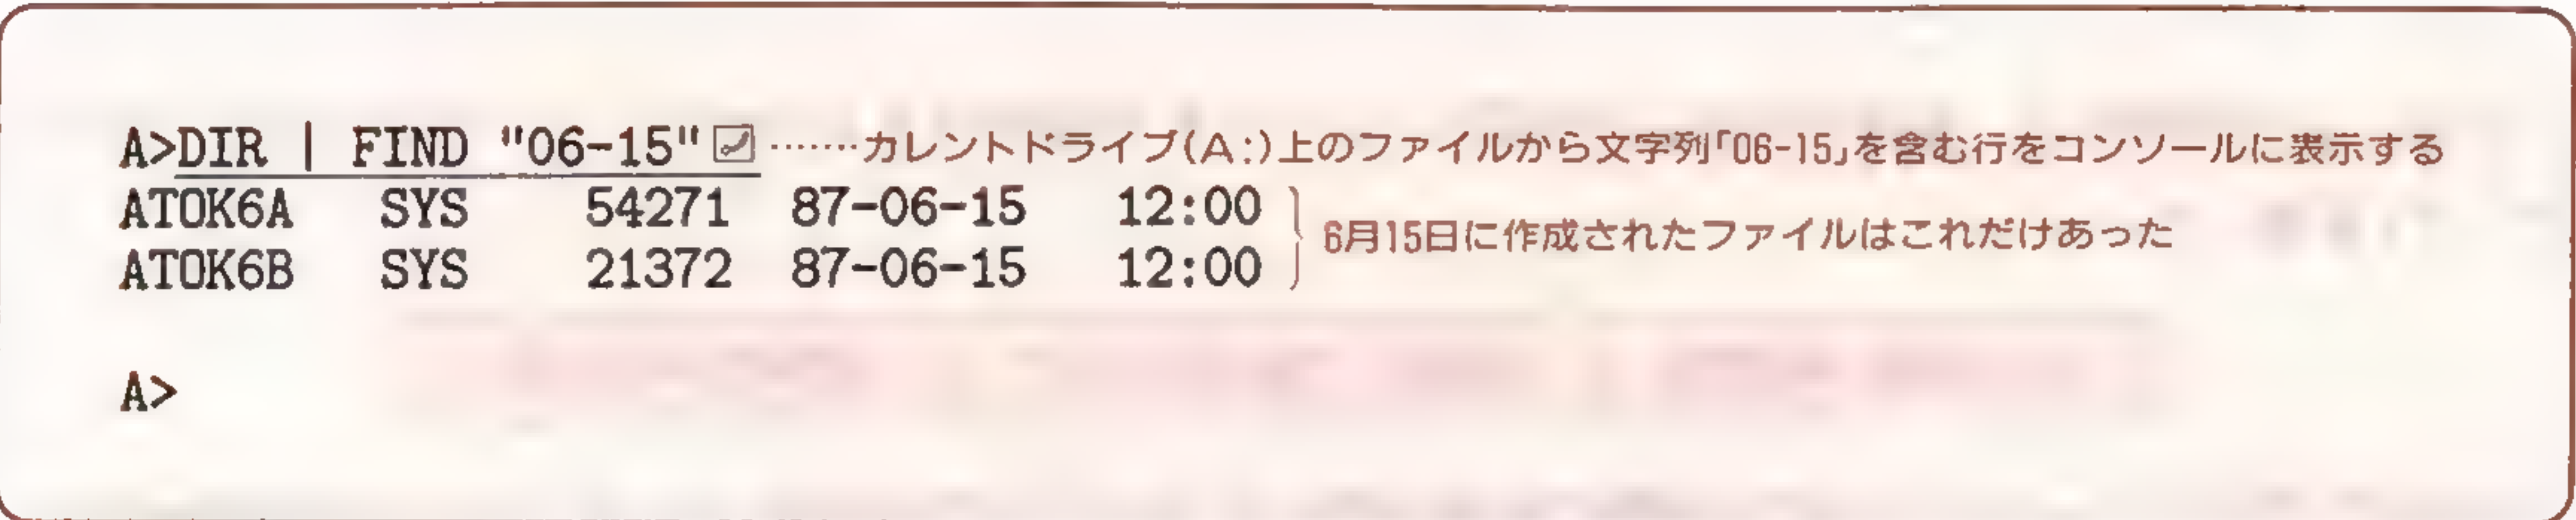 A>DIR | FIND "06-15" ·······カレントドライブ(A:)上のファイルから文字列「06-15」を含む行をコンソールに表示する
ATOK6A SYS 54271 87-06-15 12:00
6月15日に作成されたファイルはこれだけあった
ATOK6B SYS 21372 87-06-15 12:00
A>